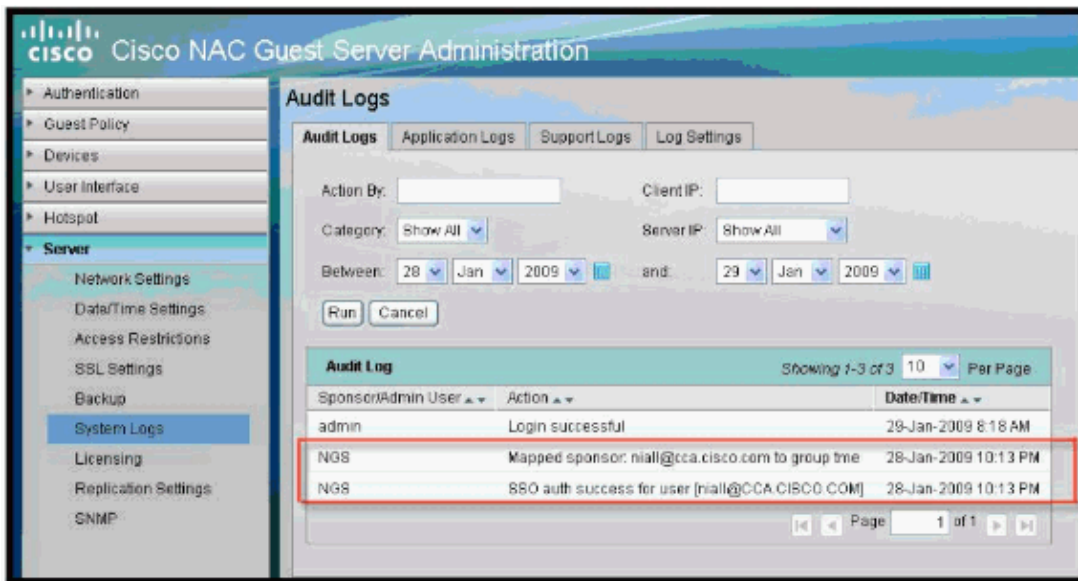 cisco Cisco NAC Guest Server Administration
Authentication
Guest Policy
Devices
User Interface
Hotspot
Server
Network Settings
Date/Time Settings
Access Restrictions
SSL Settings
Backup
System Logs
Licensing
Replication Settings
SNMP
Audit Logs
Audit Logs Application Logs Support Logs Log Settings
Action By: Client IP:
Category: Show All Server IP: Show All
Between: 28 Jan 2009 and: 29 Jan 2009
Run Cancel
Audit Log Showing 1-3 of 3 10 Per Page
Sponsor/Admin User Action Date/Time
admin Login successful 29-Jan-2009 8:18 AM
NGS Mapped sponsor: niall@cca.cisco.com to group tme 28-Jan-2009 10:13 PM
NGS SSO auth success for user [niall@CCA.CISCO.COM] 28-Jan-2009 10:13 PM
Page 1 of 1